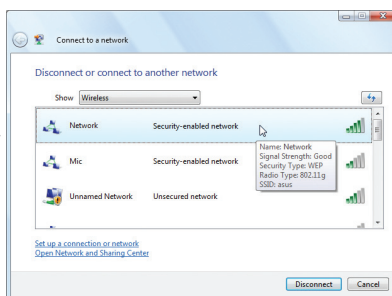 Connect to a network
Disconnect or connect to another network
Show Wireless
Network Security-enabled network
Name: Network
Signal Strength: Good
Security Type: WEP
Radio Type: 802.11g
SSID: asus
Mic Security-enabled network
Unnamed Network Unsecured network
Set up a connection or network
Open Network and Sharing Center
Disconnect Cancel